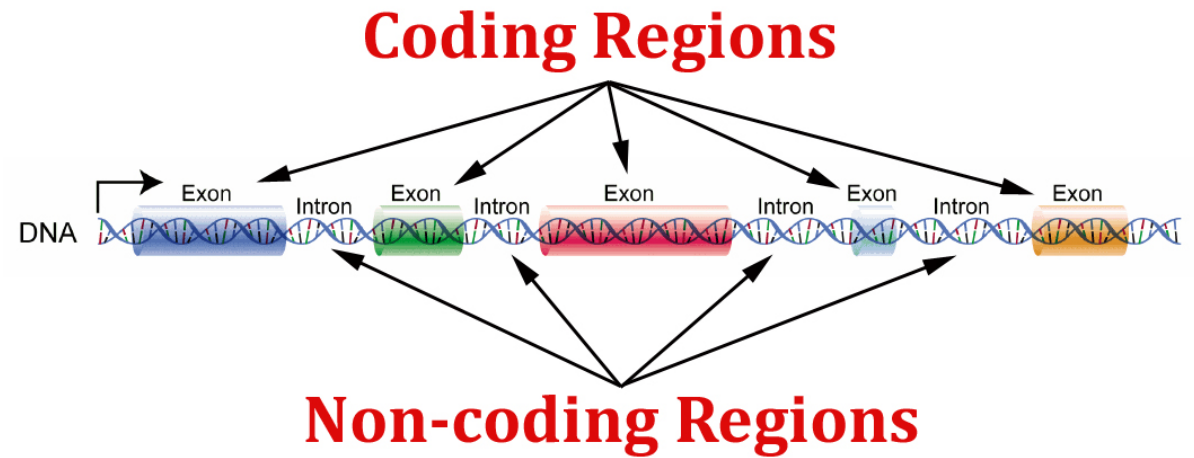 Coding Regions
Exon
Intron
Exon
Intron
Exon
Intron
Exon
Intron
Exon
DNA
Non-coding Regions